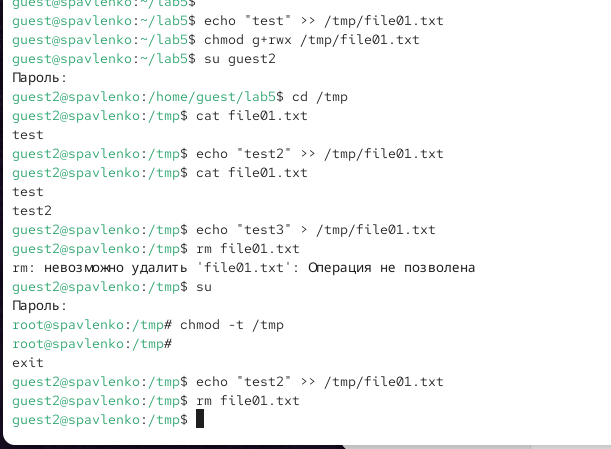 guest@spavlenko:~/lab5$
guest@spavlenko:~/lab5$ echo "test" >> /tmp/file01.txt
guest@spavlenko:~/lab5$ chmod g+rwx /tmp/file01.txt
guest@spavlenko:~/lab5$ su guest2
Пароль:
guest2@spavlenko:/home/guest/lab5$ cd /tmp
guest2@spavlenko:/tmp$ cat file01.txt
test
guest2@spavlenko:/tmp$ echo "test2" >> /tmp/file01.txt
guest2@spavlenko:/tmp$ cat file01.txt
test
test2
guest2@spavlenko:/tmp$ echo "test3" > /tmp/file01.txt
guest2@spavlenko:/tmp$ rm file01.txt
rm: невозможно удалить 'file01.txt': Операция не позволена
guest2@spavlenko:/tmp$ su
Пароль:
root@spavlenko:/tmp# chmod -t /tmp
root@spavlenko:/tmp#
exit
guest2@spavlenko:/tmp$ echo "test2" >> /tmp/file01.txt
guest2@spavlenko:/tmp$ rm file01.txt
guest2@spavlenko:/tmp$